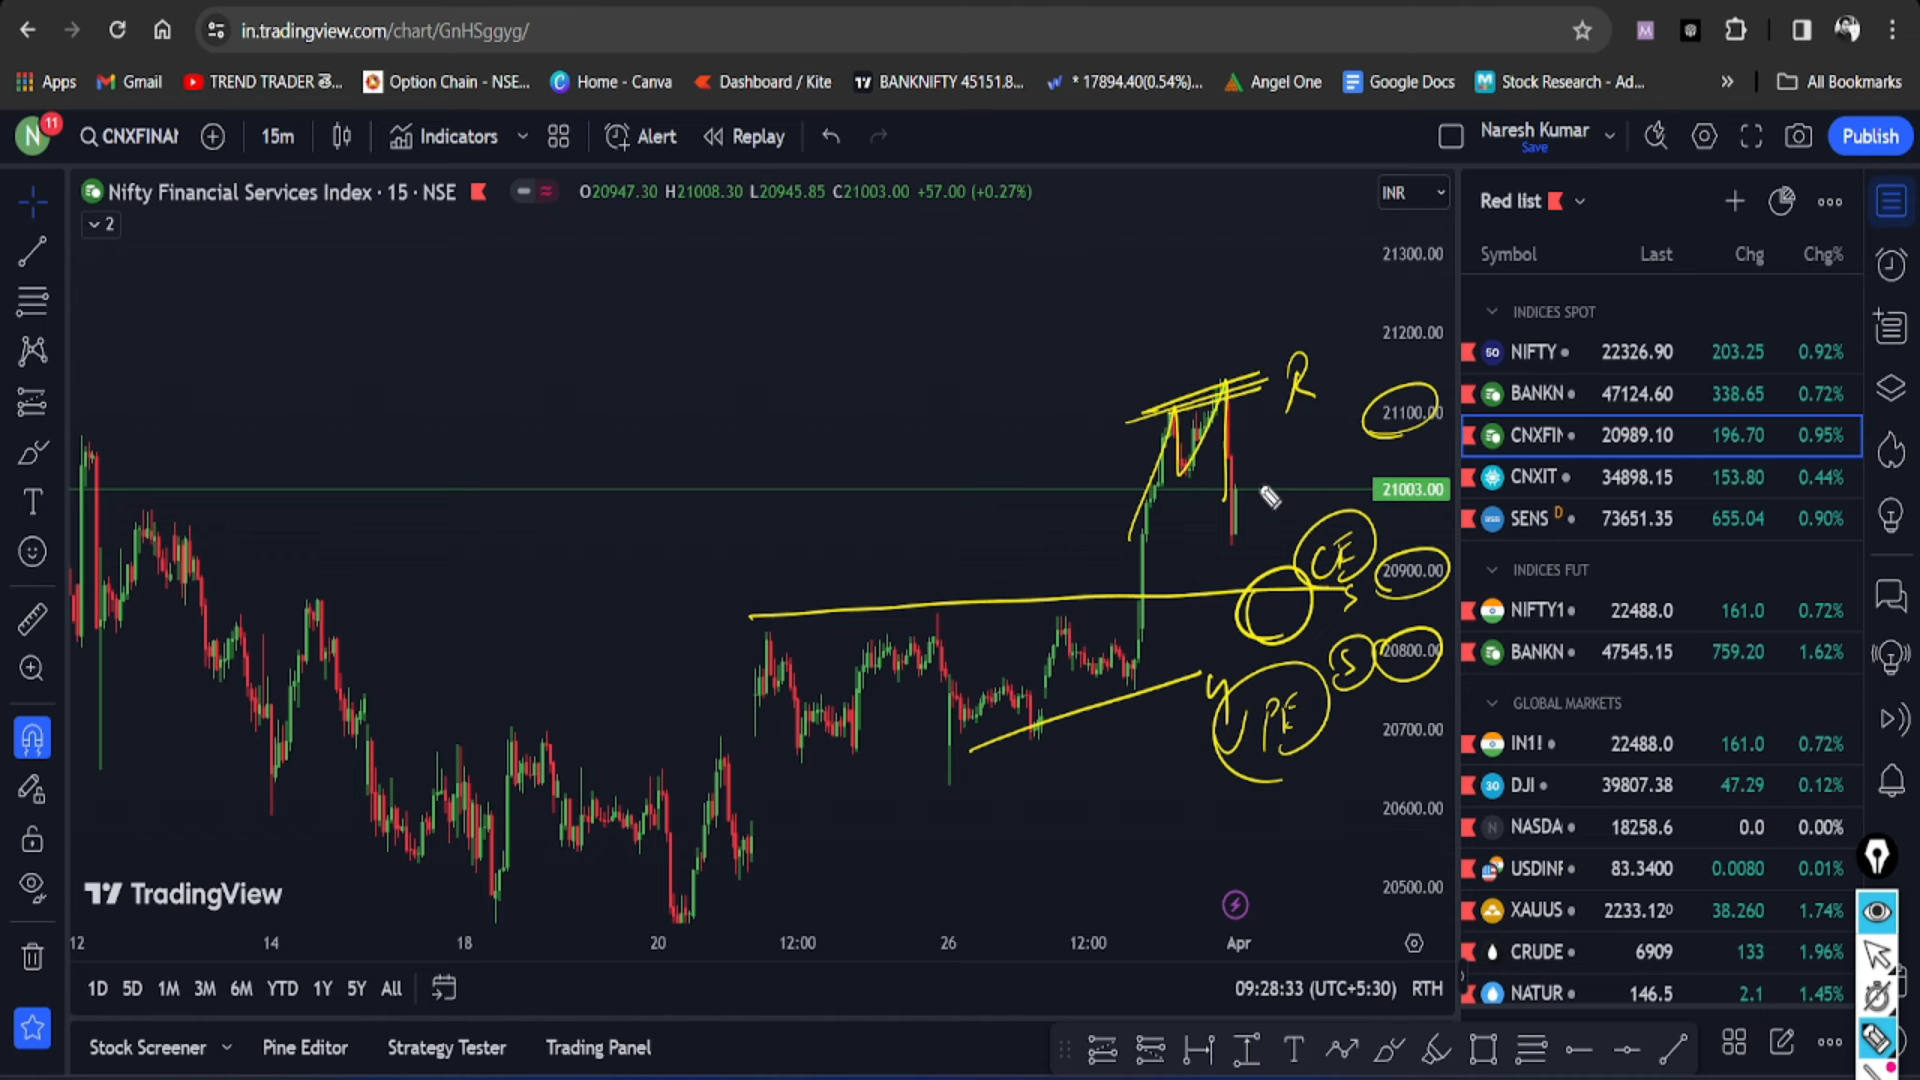 in.tradingview.com/chart/GnHSggyg/
Apps Gmail TREND TRADER Option Chain - NSE... Home - Canva Dashboard / Kite BANKNIFTY 45151.8... * 17894.40(0.54%)... Angel One Google Docs Stock Research - Ad... » All Bookmarks
N 11 CNXFINAN 15m Indicators Alert Replay Naresh Kumar Save Publish
Nifty Financial Services Index · 15 · NSE O20947.30 H21008.30 L20945.85 C21003.00 +57.00 (+0.27%) INR
2
Red list
Symbol Last Chg Chg%
21300.00
INDICES SPOT
21200.00
50 NIFTY 22326.90 203.25 0.92%
R
BANKN 47124.60 338.65 0.72%
21100.00
CNXFIN 20989.10 196.70 0.95%
CNXIT 34898.15 153.80 0.44%
21003.00
SENS D 73651.35 655.04 0.90%
CE
20900.00
INDICES FUT
S
NIFTY1 22488.0 161.0 0.72%
S
20800.00
BANKN 47545.15 759.20 1.62%
PE
20700.00
GLOBAL MARKETS
IN1! 22488.0 161.0 0.72%
30 DJI 39807.38 47.29 0.12%
20600.00
N NASDA 18258.6 0.0 0.00%
USDINR 83.3400 0.0080 0.01%
20500.00
TradingView
XAUUS 2233.120 38.260 1.74%
12 14 18 20 12:00 26 12:00 Apr
CRUDE 6909 133 1.96%
1D 5D 1M 3M 6M YTD 1Y 5Y All 09:28:33 (UTC+5:30) RTH
NATUR 146.5 2.1 1.45%
Stock Screener Pine Editor Strategy Tester Trading Panel